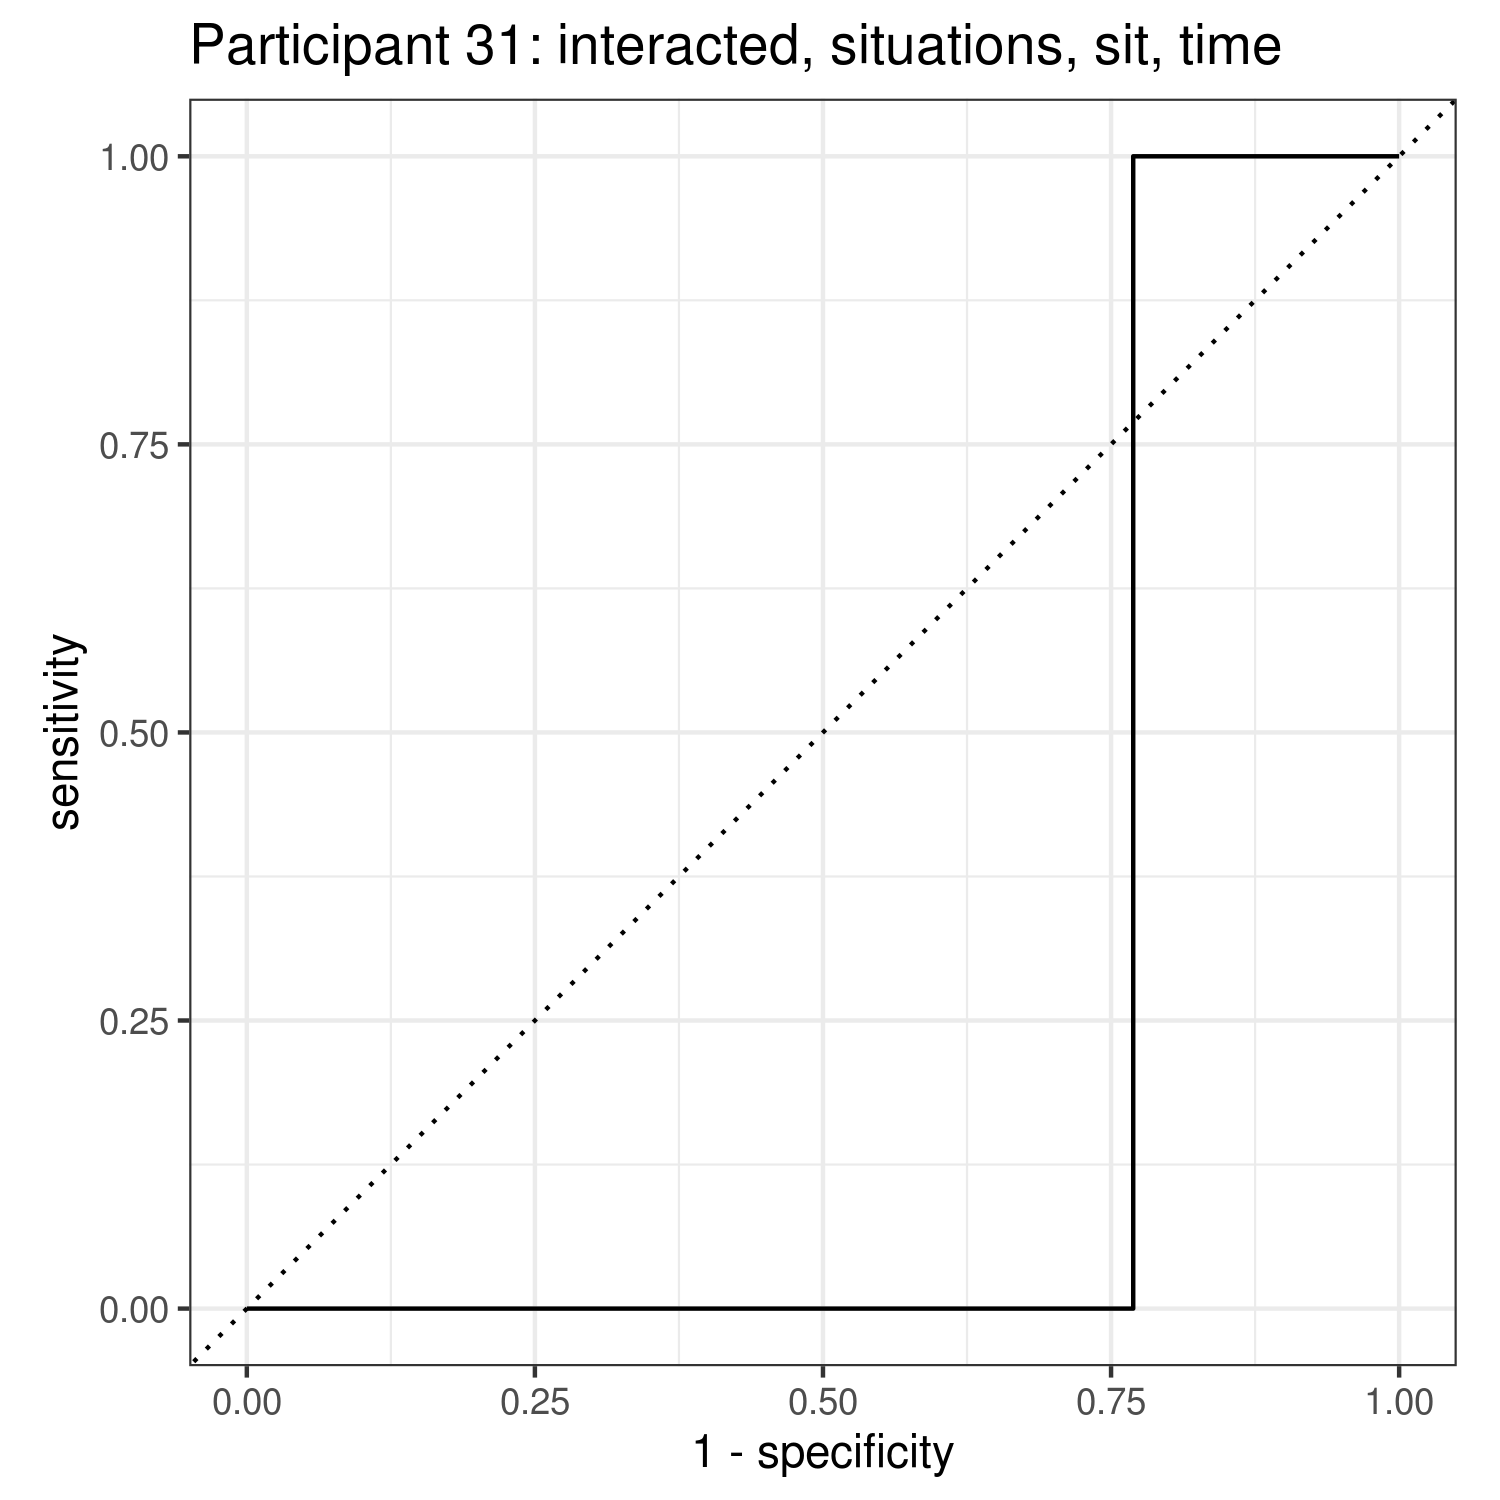 Participant 31: interacted, situations, sit, time
1.00
0.75
0.50
0.25
0.00
sensitivity
0.00 0.25 0.50 0.75 1.00
1 - specificity